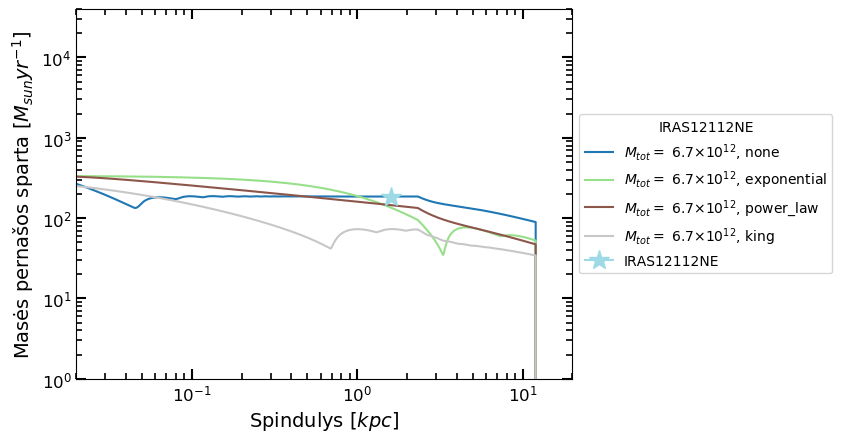 10⁴
10³
10²
10¹
10⁰
Masės pernašos sparta [M_sun yr⁻¹]
10⁻¹ 10⁰ 10¹
Spindulys [kpc]
IRAS12112NE
M_tot = 6.7×10¹², none
M_tot = 6.7×10¹², exponential
M_tot = 6.7×10¹², power_law
M_tot = 6.7×10¹², king
IRAS12112NE